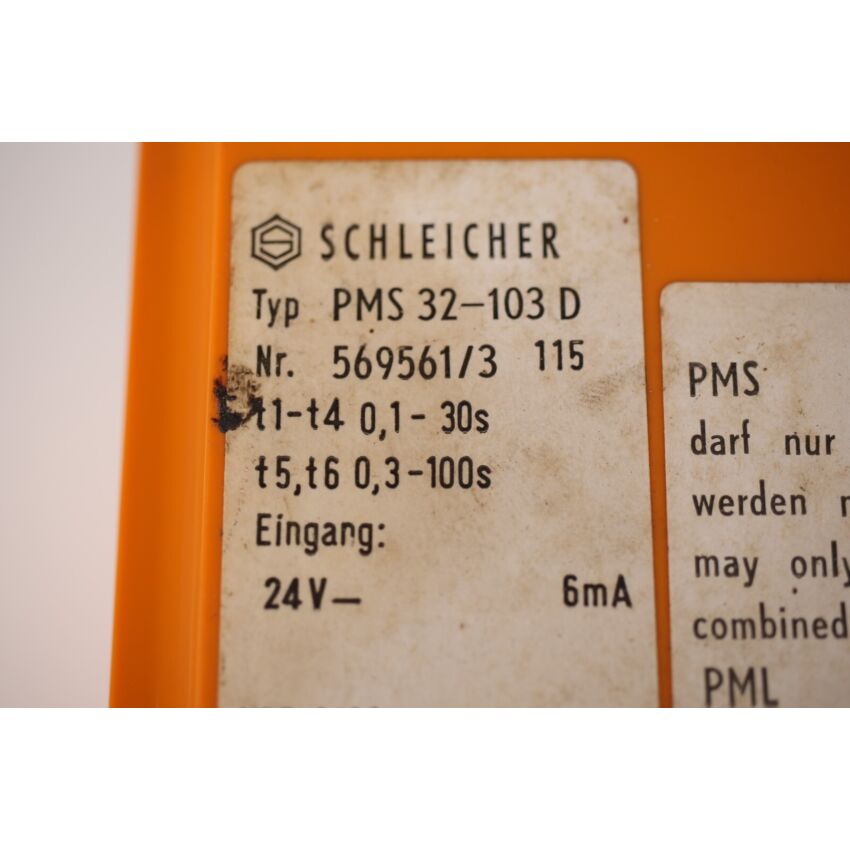 SCHLEICHER
Typ PMS 32-103 D
Nr. 569561/3 115
t1-t4 0,1-30s
t5,t6 0,3-100s
Eingang:
24V— 6mA
PMS
darf nur
werden
may only
combined
PML